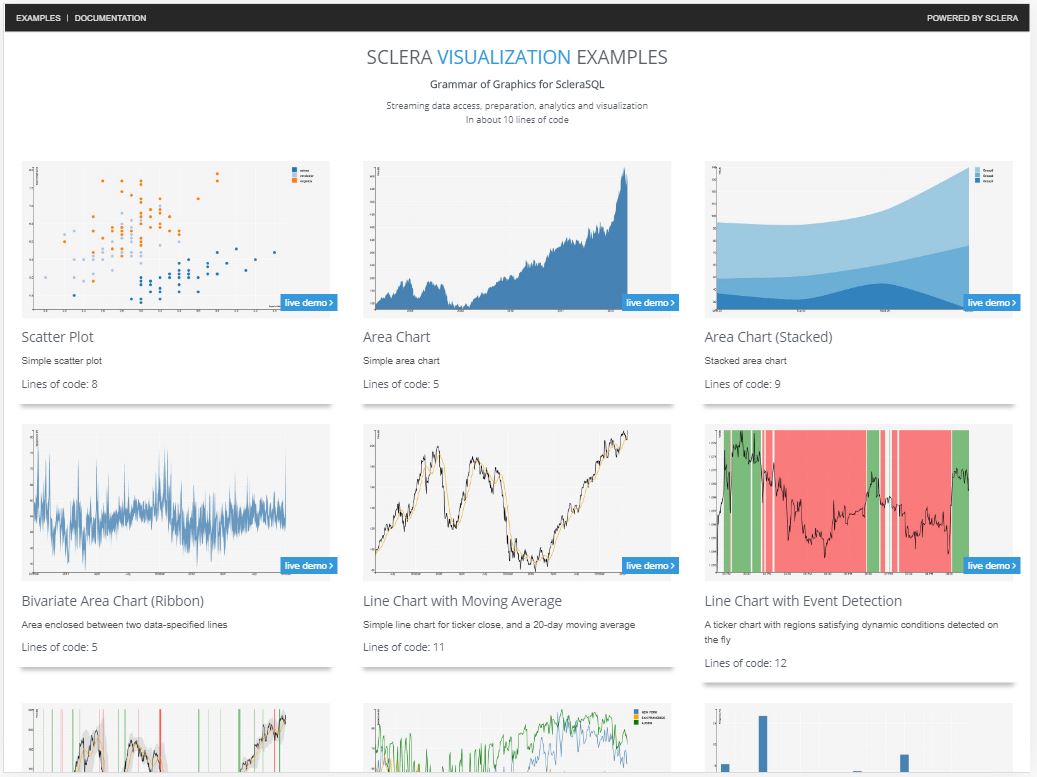 EXAMPLES | DOCUMENTATION
POWERED BY SCLERA
SCLERA VISUALIZATION EXAMPLES
Grammar of Graphics for ScleraSQL
Streaming data access, preparation, analytics and visualization
In about 10 lines of code
live demo >
live demo >
live demo >
Scatter Plot
Simple scatter plot
Lines of code: 8
Area Chart
Simple area chart
Lines of code: 5
Area Chart (Stacked)
Stacked area chart
Lines of code: 9
live demo >
live demo >
live demo >
Bivariate Area Chart (Ribbon)
Area enclosed between two data-specified lines
Lines of code: 5
Line Chart with Moving Average
Simple line chart for ticker close, and a 20-day moving average
Lines of code: 11
Line Chart with Event Detection
A ticker chart with regions satisfying dynamic conditions detected on
the fly
Lines of code: 12
NEW YORK
SAN FRANCISCO
AUSTIN